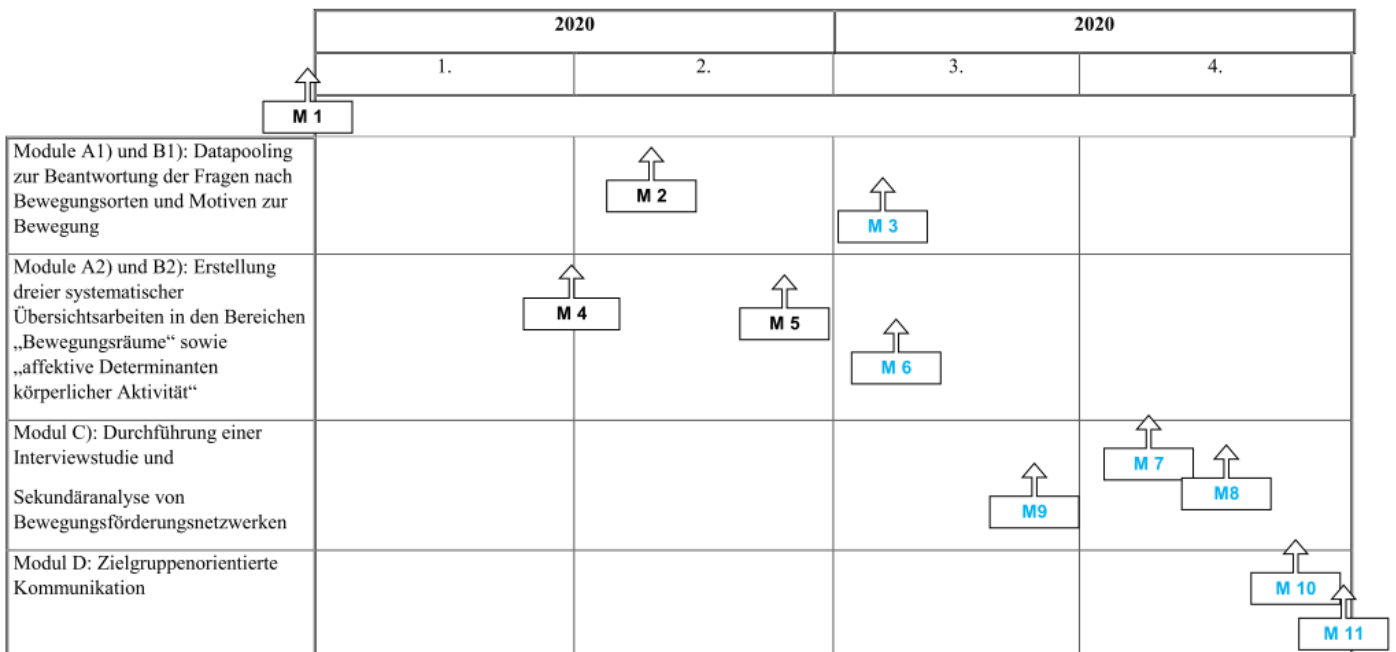 2020 2020
1. 2. 3. 4.
M 1
Module A1) und B1): Datapooling
zur Beantwortung der Fragen nach
Bewegungsorten und Motiven zur
Bewegung
M 2
M 3
Module A2) und B2): Erstellung
dreier systematischer
Übersichtsarbeiten in den Bereichen
„Bewegungsräume“ sowie
„affektive Determinanten
körperlicher Aktivität“
M 4
M 5
M 6
Modul C): Durchführung einer
Interviewstudie und
Sekundäranalyse von
Bewegungsförderungsnetzwerken
M 7
M8
M9
Modul D: Zielgruppenorientierte
Kommunikation
M 10
M 11